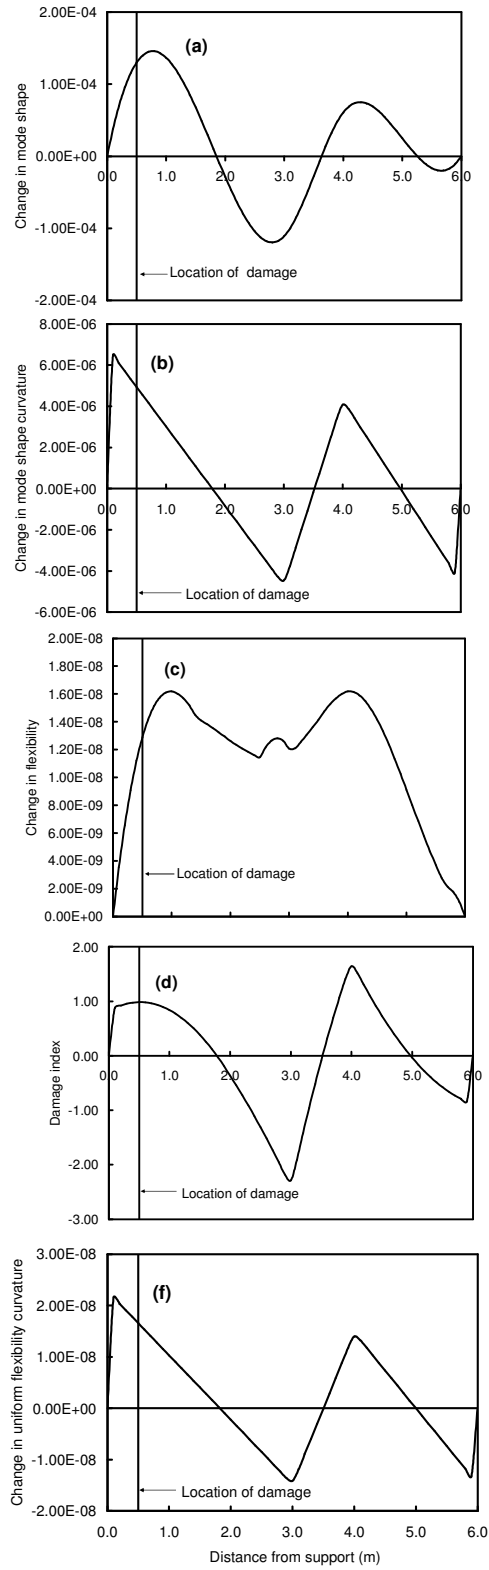 2.00E-04
(a)
1.00E-04
0.00E+00
0.0 1.0 2.0 3.0 4.0 5.0 6.0
-1.00E-04
Location of damage
-2.00E-04
Change in mode shape
8.00E-06
6.00E-06
(b)
4.00E-06
2.00E-06
0.00E+00
0.0 1.0 2.0 3.0 4.0 5.0 6.0
-2.00E-06
-4.00E-06
Location of damage
-6.00E-06
Change in mode shape curvature
2.00E-08
1.80E-08
(c)
1.60E-08
1.40E-08
1.20E-08
1.00E-08
8.00E-09
6.00E-09
4.00E-09
Location of damage
2.00E-09
0.00E+00
Change in flexibility
2.00
(d)
1.00
0.00
0.0 1.0 2.0 3.0 4.0 5.0 6.0
-1.00
-2.00
Location of damage
-3.00
Damage index
3.00E-08
(f)
2.00E-08
1.00E-08
0.00E+00
-1.00E-08
Location of damage
-2.00E-08
Change in uniform flexibility curvature
0.0 1.0 2.0 3.0 4.0 5.0 6.0
Distance from support (m)